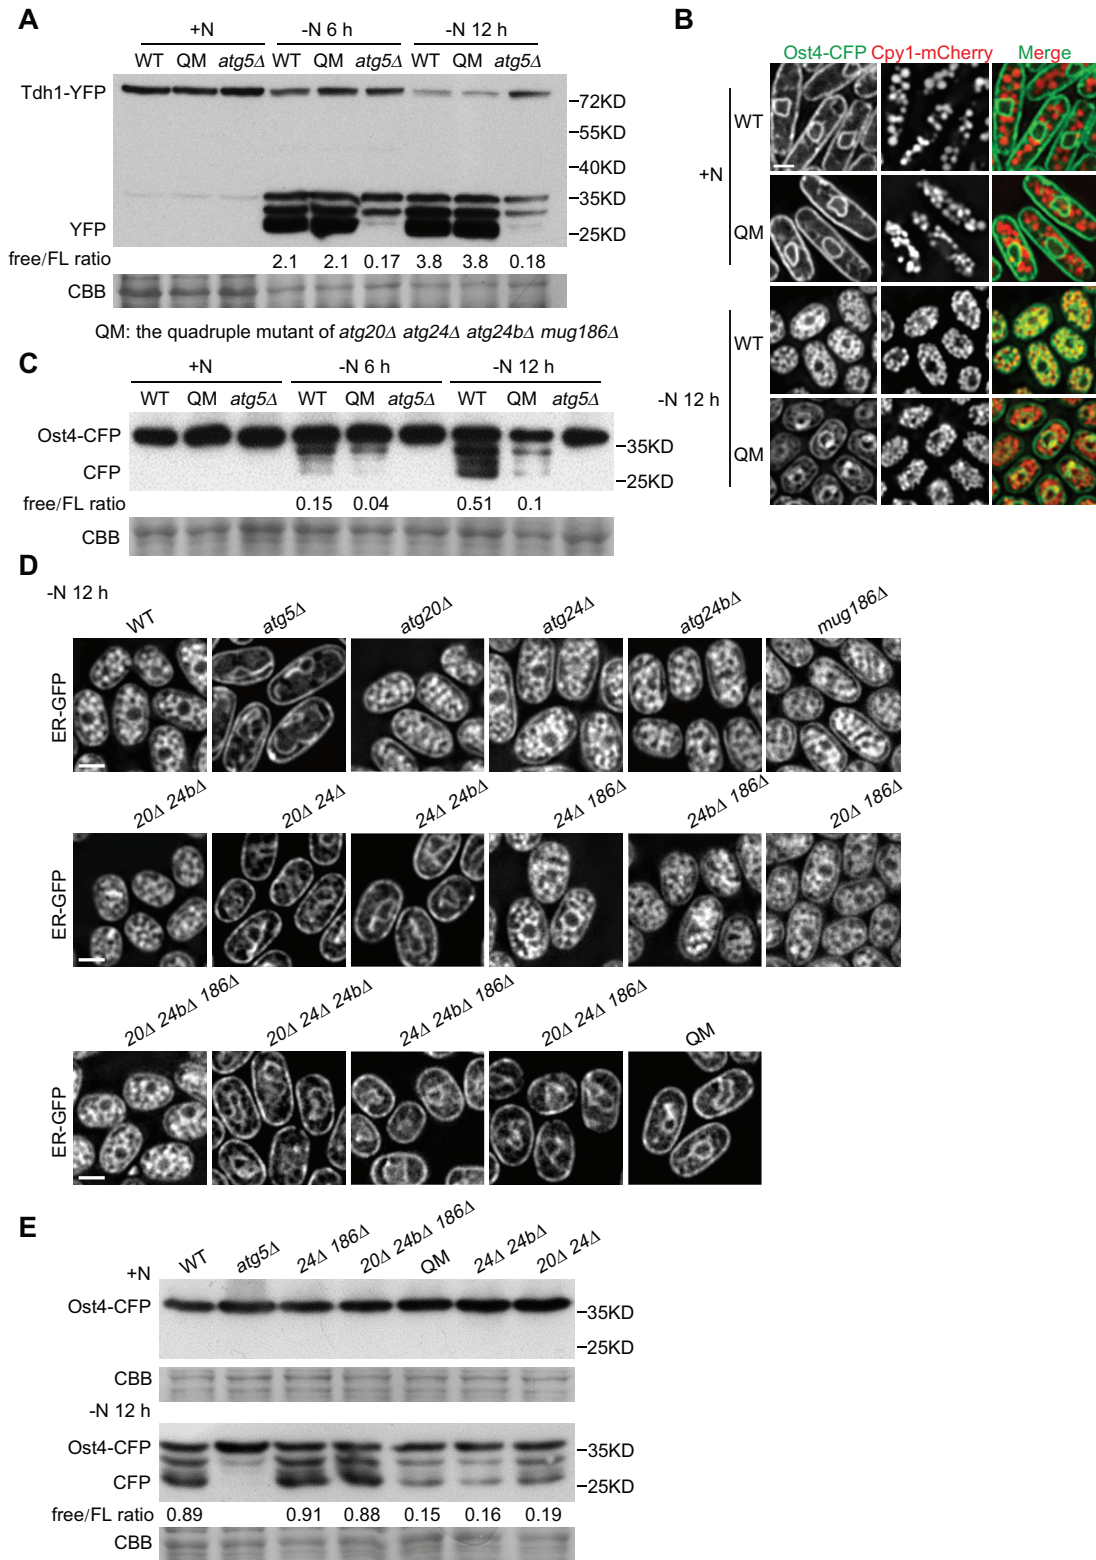 A
+N
-N 6 h
-N 12 h
WT QM atg5Δ WT QM atg5Δ WT QM atg5Δ
Tdh1-YFP
–72KD
–55KD
–40KD
–35KD
YFP
–25KD
free/FL ratio 2.1 2.1 0.17 3.8 3.8 0.18
CBB
QM: the quadruple mutant of atg20Δ atg24Δ atg24bΔ mug186Δ
B
Ost4-CFP Cpy1-mCherry Merge
WT
+N
QM
WT
-N 12 h
QM
C
+N
-N 6 h
-N 12 h
WT QM atg5Δ WT QM atg5Δ WT QM atg5Δ
Ost4-CFP
–35KD
CFP
–25KD
free/FL ratio 0.15 0.04 0.51 0.1
CBB
D
-N 12 h
WT atg5Δ atg20Δ atg24Δ atg24bΔ mug186Δ
ER-GFP
20Δ 24bΔ 20Δ 24Δ 24Δ 24bΔ 24Δ 186Δ 24bΔ 186Δ 20Δ 186Δ
ER-GFP
20Δ 24bΔ 186Δ 20Δ 24Δ 24bΔ 24Δ 24bΔ 186Δ 20Δ 24Δ 186Δ QM
ER-GFP
E
WT atg5Δ 24Δ 186Δ 20Δ 24bΔ 186Δ QM 24Δ 24bΔ 20Δ 24Δ
+N
Ost4-CFP
–35KD
–25KD
CBB
-N 12 h
Ost4-CFP
–35KD
CFP
–25KD
free/FL ratio 0.89 0.91 0.88 0.15 0.16 0.19
CBB